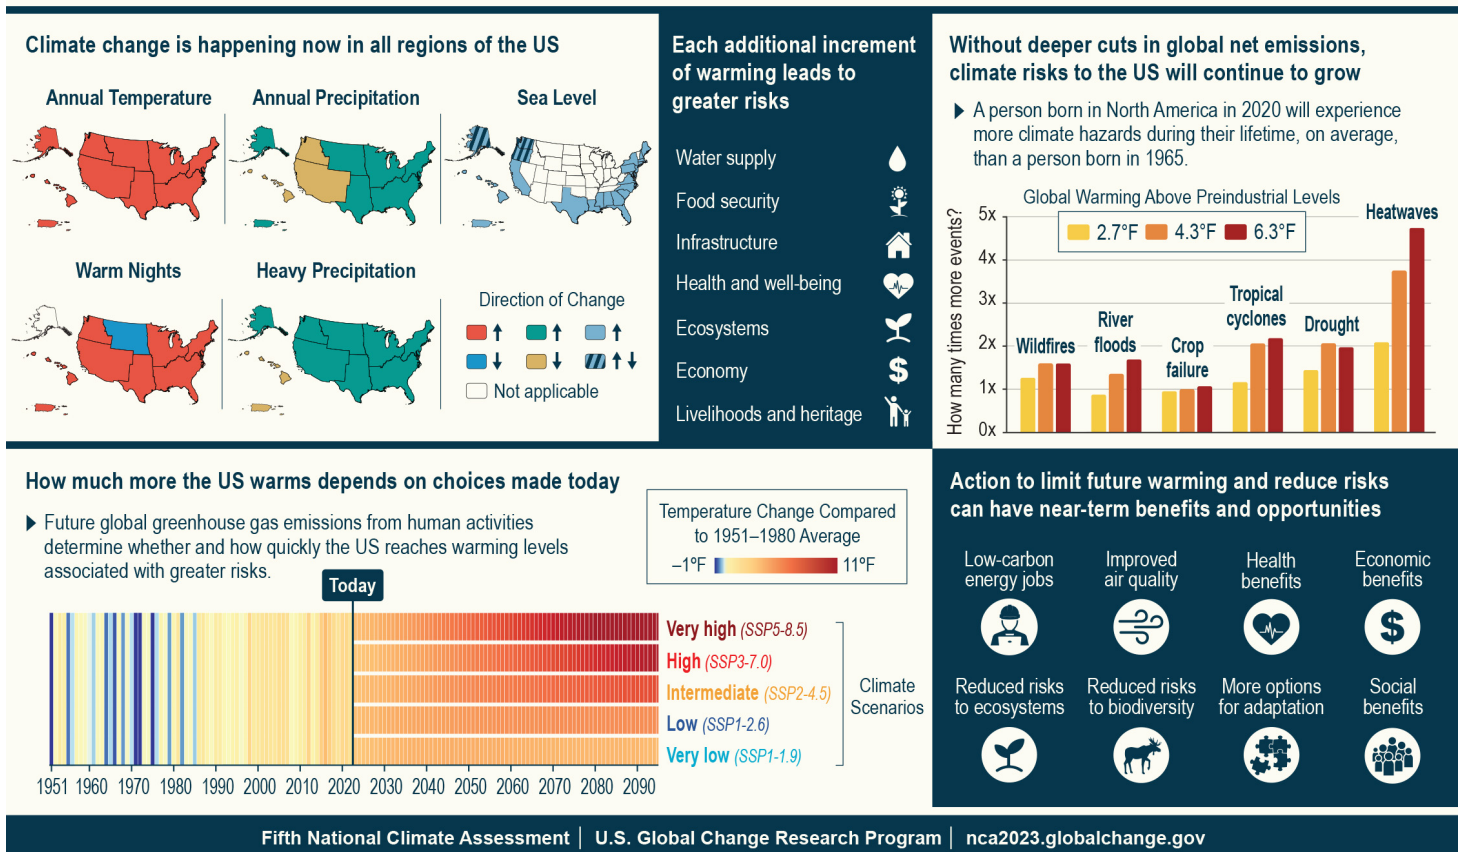 Climate change is happening now in all regions of the US
Annual Temperature
Annual Precipitation
Sea Level
Warm Nights
Heavy Precipitation
Direction of Change
Not applicable
Each additional increment
of warming leads to
greater risks
Water supply
Food security
Infrastructure
Health and well-being
Ecosystems
Economy
Livelihoods and heritage
Without deeper cuts in global net emissions,
climate risks to the US will continue to grow
A person born in North America in 2020 will experience
more climate hazards during their lifetime, on average,
than a person born in 1965.
Global Warming Above Preindustrial Levels
2.7°F 4.3°F 6.3°F
How many times more events?
5x
4x
3x
2x
1x
0x
Wildfires
River
floods
Crop
failure
Tropical
cyclones
Drought
Heatwaves
How much more the US warms depends on choices made today
Future global greenhouse gas emissions from human activities
determine whether and how quickly the US reaches warming levels
associated with greater risks.
Temperature Change Compared
to 1951–1980 Average
–1°F 11°F
Today
Very high (SSP5-8.5)
High (SSP3-7.0)
Intermediate (SSP2-4.5)
Low (SSP1-2.6)
Very low (SSP1-1.9)
Climate
Scenarios
1951 1960 1970 1980 1990 2000 2010 2020 2030 2040 2050 2060 2070 2080 2090
Action to limit future warming and reduce risks
can have near-term benefits and opportunities
Low-carbon
energy jobs
Improved
air quality
Health
benefits
Economic
benefits
$
Reduced risks
to ecosystems
Reduced risks
to biodiversity
More options
for adaptation
Social
benefits
Fifth National Climate Assessment | U.S. Global Change Research Program | nca2023.globalchange.gov